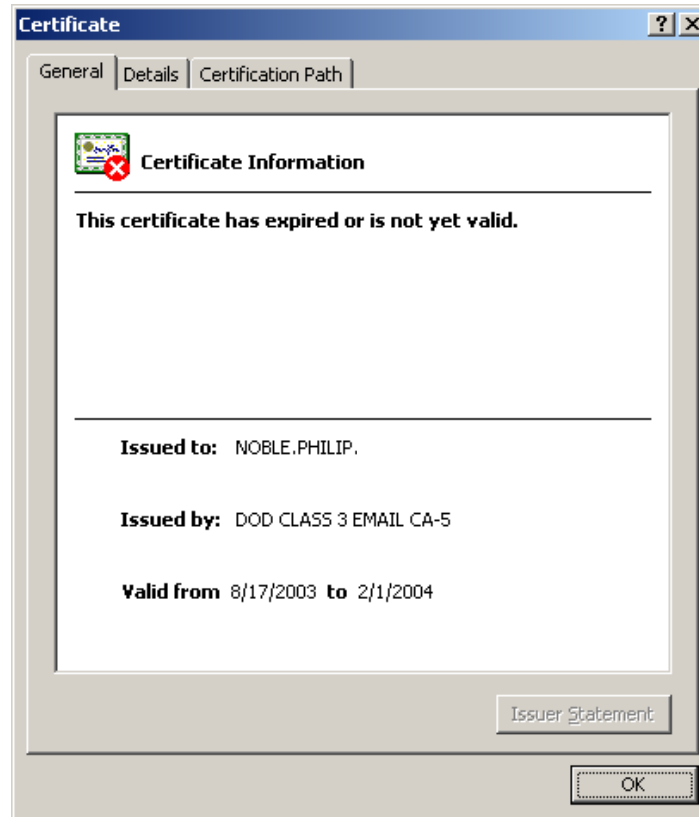 Certificate
General Details Certification Path
Certificate Information
This certificate has expired or is not yet valid.
Issued to: NOBLE.PHILIP.
Issued by: DOD CLASS 3 EMAIL CA-5
Valid from 8/17/2003 to 2/1/2004
Issuer Statement
OK